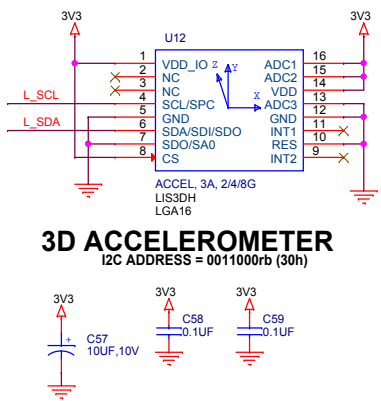 3V3 3V3
U12
1 VDD_IO Z Y ADC1 16
2 NC ADC2 15
3 NC X ADC3 14
L_SCL 4 SCL/SPC ADC3 13
5 GND GND 12
L_SDA 6 SDA/SDI/SDO INT1 11
7 SDO/SA0 RES 10
8 CS INT2 9
ACCEL, 3A, 2/4/8G
LIS3DH
LGA16
3D ACCELEROMETER
I2C ADDRESS = 0011000rb (30h)
3V3 3V3 3V3
C57 C58 C59
10UF,10V 0.1UF 0.1UF
+